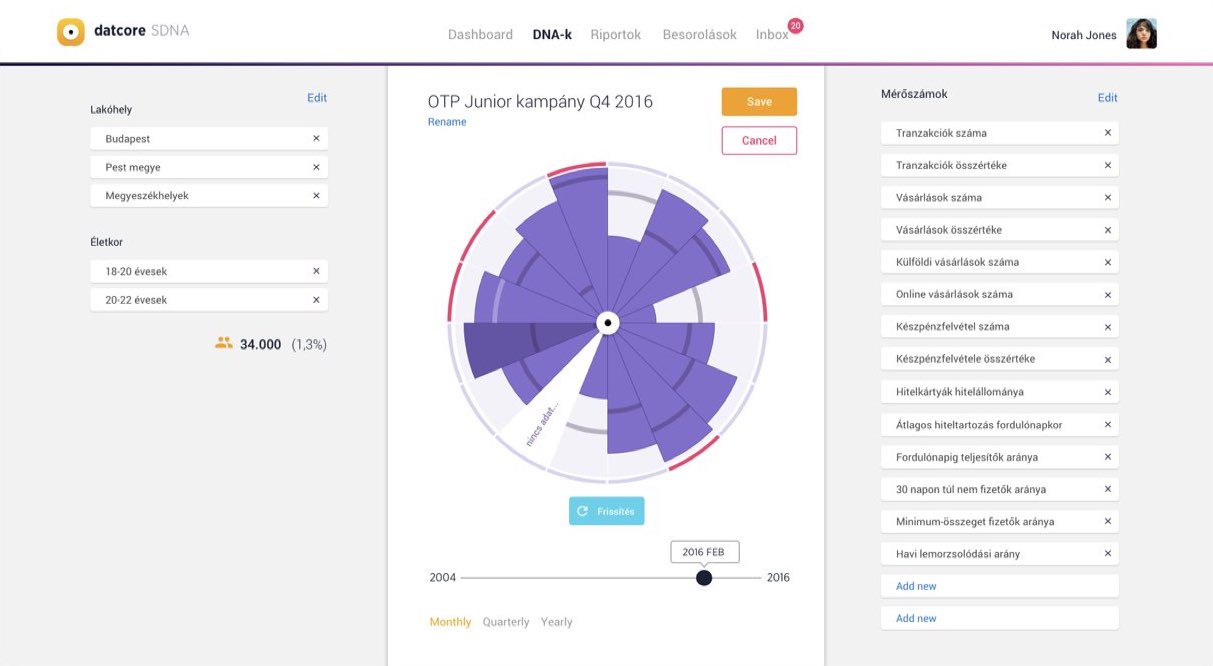 datcore SDNA
Dashboard DNA-k Riportok Besorolások Inbox 20
Norah Jones
Edit
Lakóhely
Budapest ×
Pest megye ×
Megyeszékhelyek ×
Életkor
18-20 évesek ×
20-22 évesek ×
34.000 (1,3%)
OTP Junior kampány Q4 2016
Rename
Save
Cancel
nincs adat...
Frissítés
2016 FEB
2004 2016
Monthly Quarterly Yearly
Mérőszámok
Edit
Tranzakciók száma ×
Tranzakciók összértéke ×
Vásárlások száma ×
Vásárlások összértéke ×
Külföldi vásárlások száma ×
Online vásárlások száma ×
Készpénzfelvétel száma ×
Készpénzfelvétele összértéke ×
Hitelkártyák hitelállománya ×
Átlagos hiteltartozás fordulónapkor ×
Fordulónapig teljesítők aránya ×
30 napon túl nem fizetők aránya ×
Minimum-összeget fizetők aránya ×
Havi lemorzsolódási arány ×
Add new
Add new